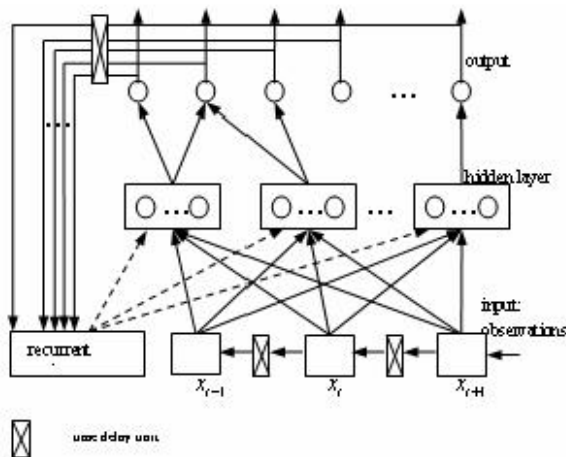 output
...
hidden layer
... ... ... ...
input:
observations
recurrent
X_{t-1} X_t X_{t+1}
time delay unit